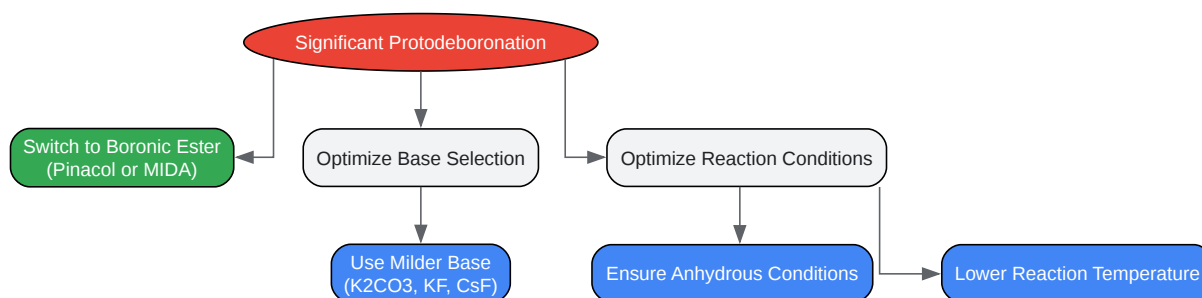 Significant Protodeboronation
Switch to Boronic Ester
(Pinacol or MIDA)
Optimize Base Selection
Optimize Reaction Conditions
Use Milder Base
(K2CO3, KF, CsF)
Ensure Anhydrous Conditions
Lower Reaction Temperature